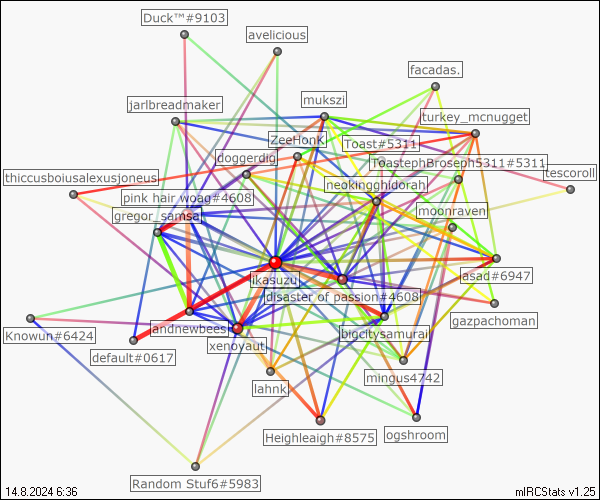 Duck™#9103
avelicious
facadas.
jarlbreadmaker
mukszi
turkey_mcnugget
ZeeHonK
Toast#5311
doggerdig
ToastephBroseph5311#5311
thiccusboiusalexusjoneus
tescoroll
neokingghidorah
pink hair woag#4608
moonraven
gregor_samsa
ikasuzu
jasad#6947
disaster of passion#4608
gazpachoman
Knowun#6424
andnewbees
bigcitysamurai
default#0617
xenoyaut
mingus4742
lahnk
Heighleaigh#8575
ogshroom
Random Stuf6#5983
14.8.2024 6:36
mIRCStats v1.25